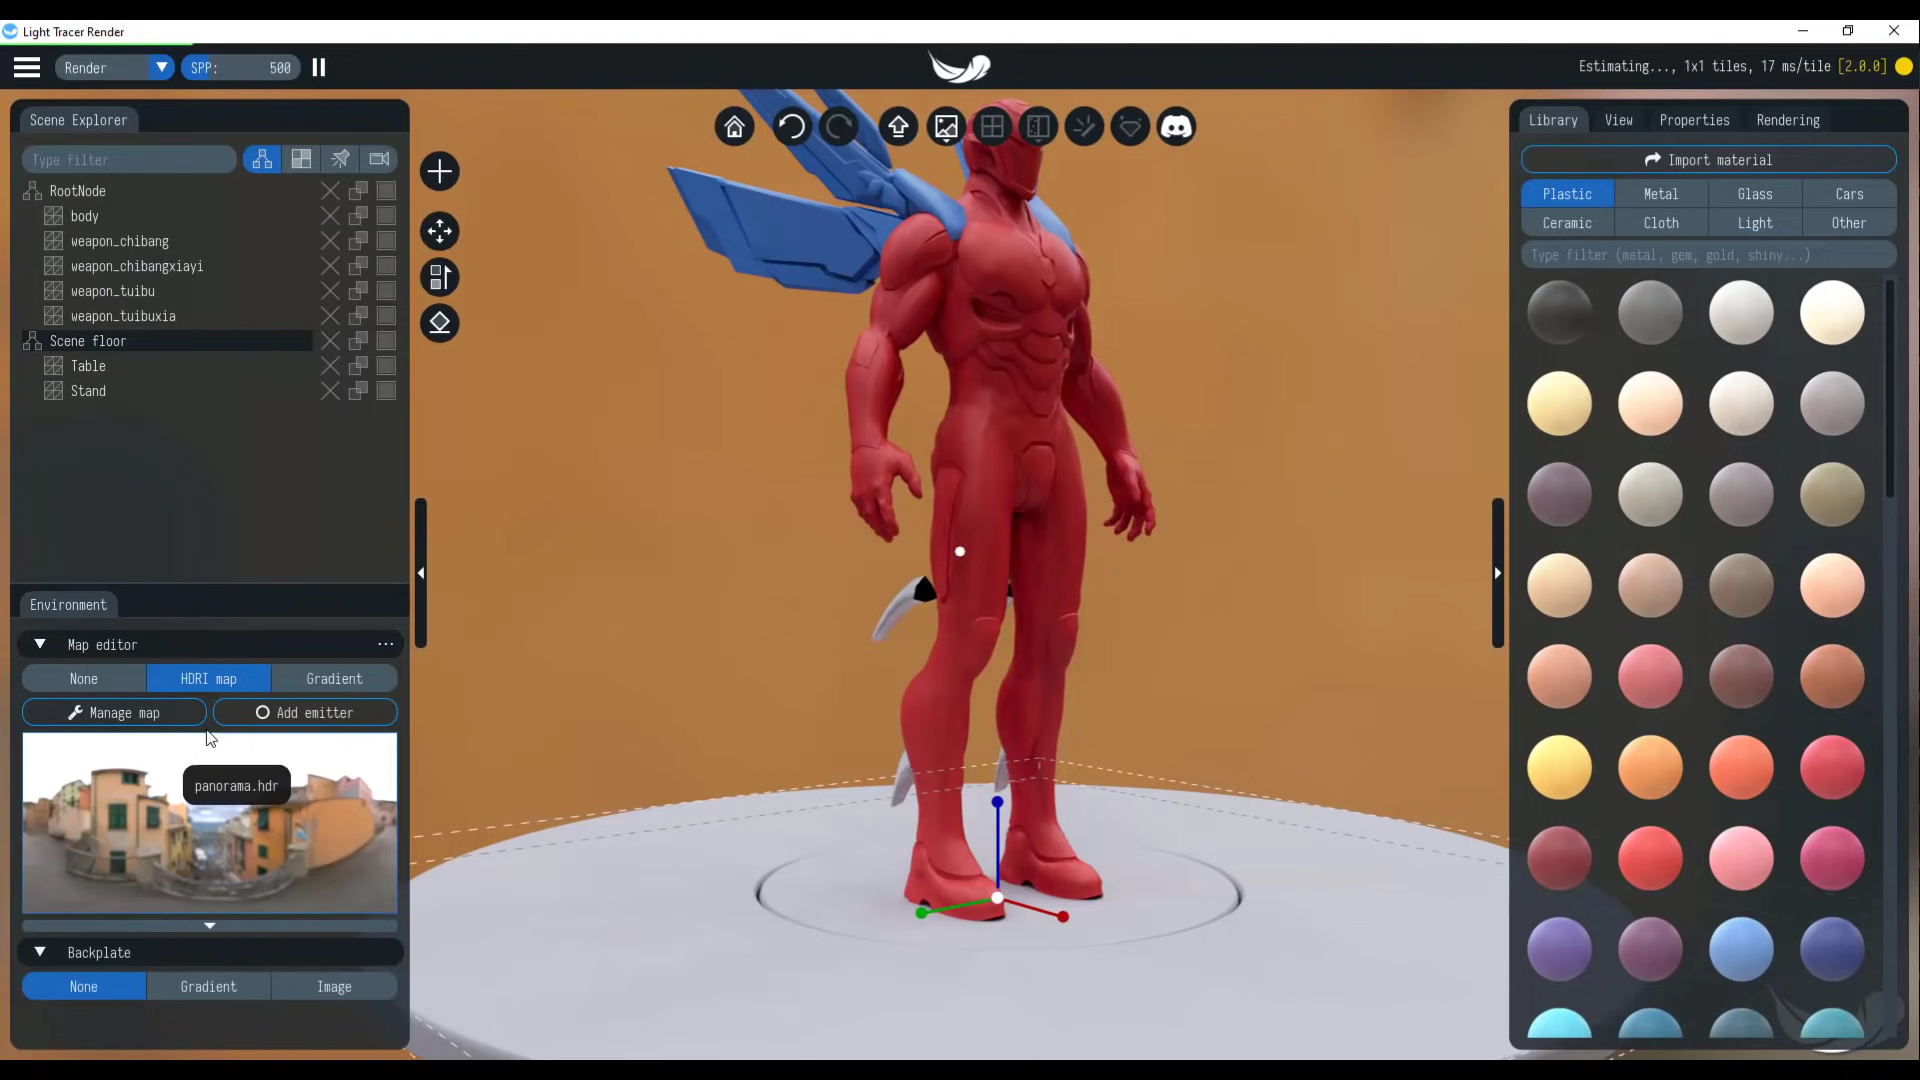 Light Tracer Render
Render
SPP: 500
Estimating..., 1x1 tiles, 17 ms/tile [2.0.0]
Scene Explorer
Type filter
RootNode
body
weapon_chibang
weapon_chibangxiayi
weapon_tuibu
weapon_tuibuxia
Scene floor
Table
Stand
Environment
Map editor
None HDRI map Gradient
Manage map Add emitter
panorama.hdr
Backplate
None Gradient Image
Library View Properties Rendering
Import material
Plastic Metal Glass Cars
Ceramic Cloth Light Other
Type filter (metal, gem, gold, shiny...)